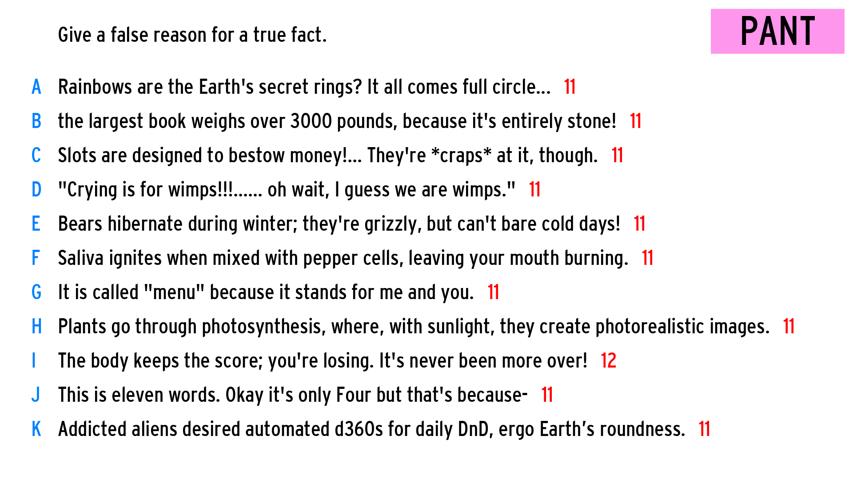 Give a false reason for a true fact.
PANT
A Rainbows are the Earth's secret rings? It all comes full circle... 11
B the largest book weighs over 3000 pounds, because it's entirely stone! 11
C Slots are designed to bestow money!... They're *craps* at it, though. 11
D "Crying is for wimps!!!...... oh wait, I guess we are wimps." 11
E Bears hibernate during winter; they're grizzly, but can't bare cold days! 11
F Saliva ignites when mixed with pepper cells, leaving your mouth burning. 11
G It is called "menu" because it stands for me and you. 11
H Plants go through photosynthesis, where, with sunlight, they create photorealistic images. 11
I The body keeps the score; you're losing. It's never been more over! 12
J This is eleven words. Okay it's only Four but that's because- 11
K Addicted aliens desired automated d360s for daily DnD, ergo Earth’s roundness. 11